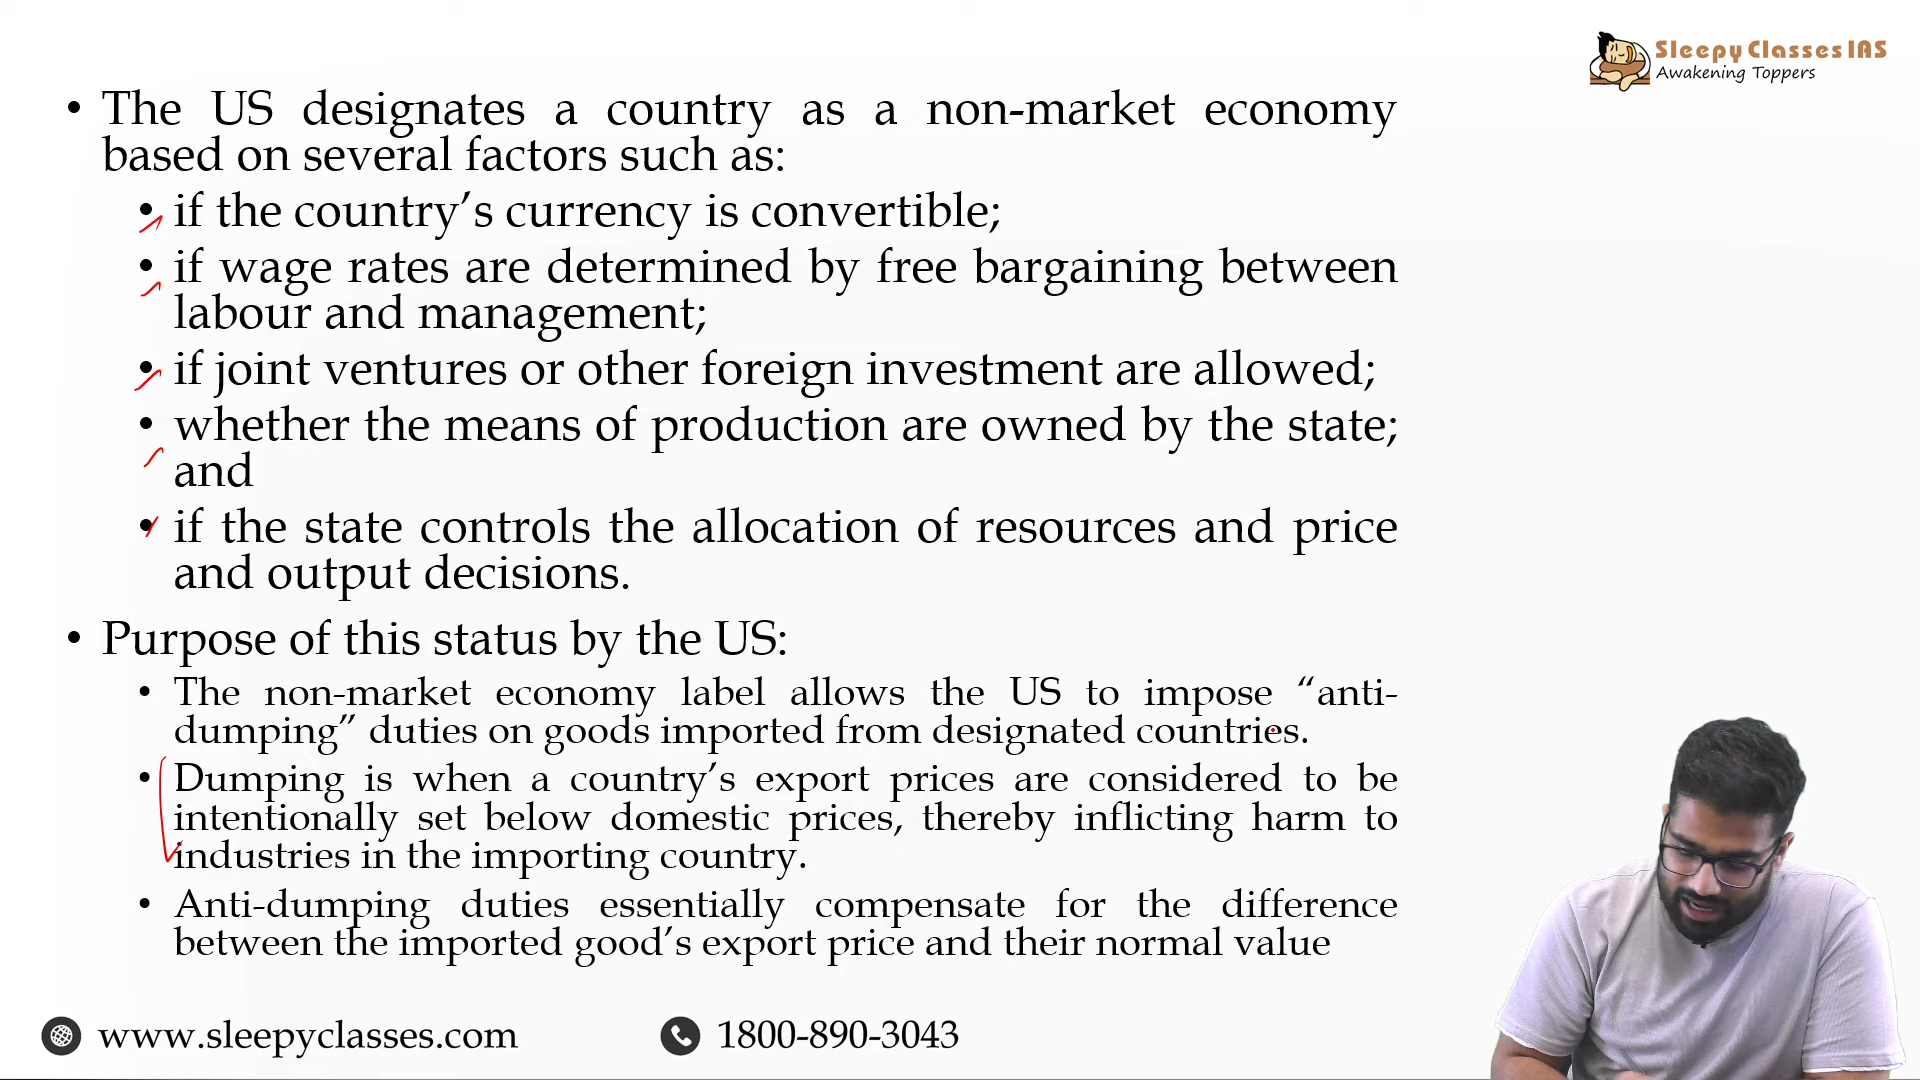 Sleepy Classes IAS
Awakening Toppers
• The US designates a country as a non-market economy
based on several factors such as:
• if the country’s currency is convertible;
• if wage rates are determined by free bargaining between
labour and management;
• if joint ventures or other foreign investment are allowed;
• whether the means of production are owned by the state;
and
• if the state controls the allocation of resources and price
and output decisions.
• Purpose of this status by the US:
• The non-market economy label allows the US to impose “anti-
dumping” duties on goods imported from designated countries.
• Dumping is when a country’s export prices are considered to be
intentionally set below domestic prices, thereby inflicting harm to
industries in the importing country.
• Anti-dumping duties essentially compensate for the difference
between the imported good’s export price and their normal value
www.sleepyclasses.com
1800-890-3043